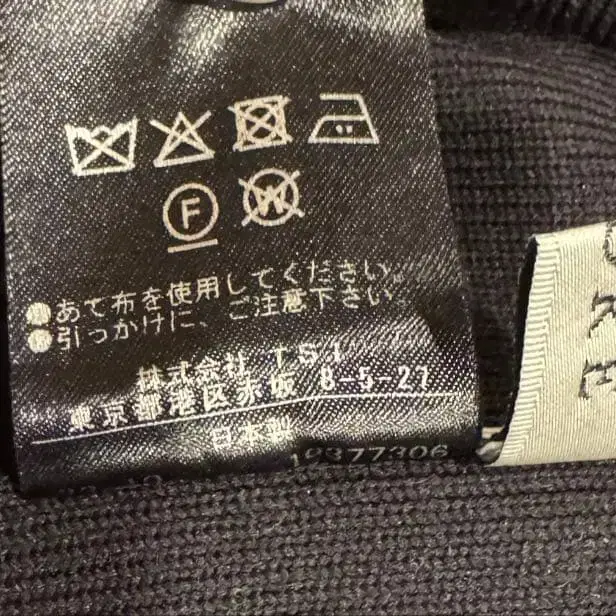 F
W
あて布を使用してください。
引っかけに、ご注意下さい。
株式会社 TSI
東京都港区赤坂 8-5-27
日本製
9377306
O R E